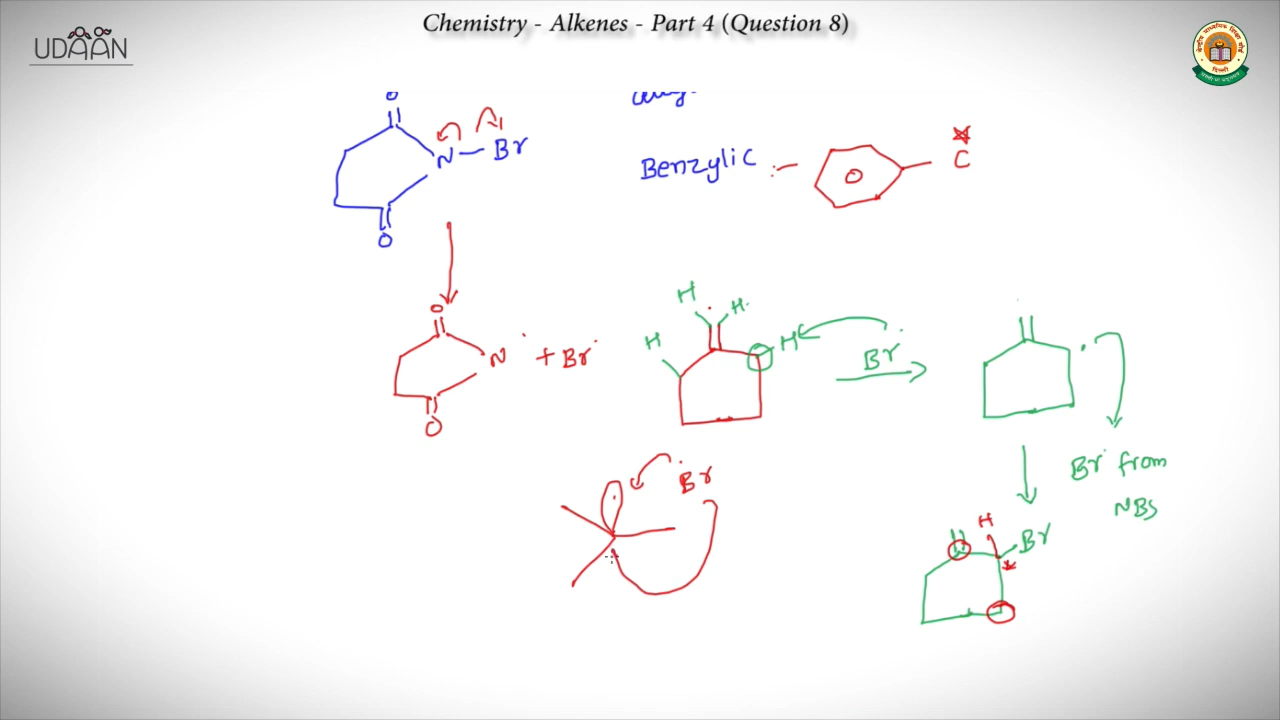 Chemistry - Alkenes - Part 4 (Question 8)
UDAAN
O
N - Br
O
Benzylic :-
C
O
N· + Br·
O
H
H
H
H
Br·
Br· from
NBS
Br
H
Br